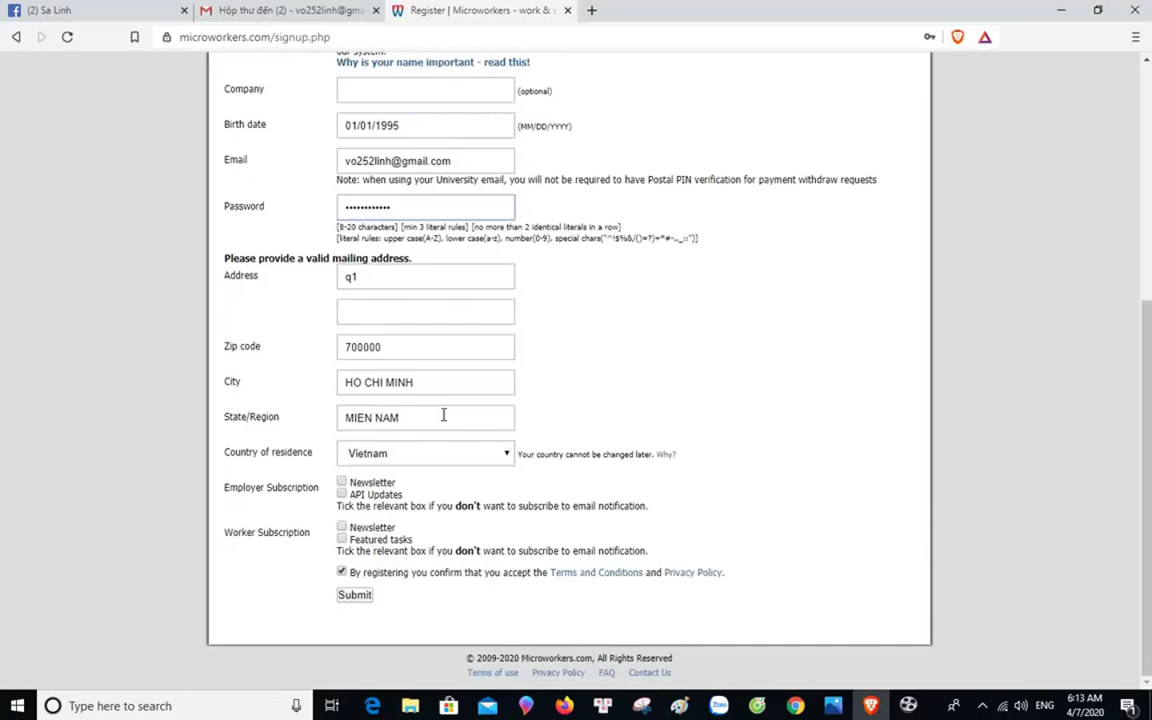 (2) Sa Linh
Hộp thư đến (2) - vo252linh@gma
Register | Microworkers - work &
microworkers.com/signup.php
our system.
Why is your name important - read this!
Company
(optional)
Birth date
01/01/1995
(MM/DD/YYYY)
Email
vo252linh@gmail.com
Note: when using your University email, you will not be required to have Postal PIN verification for payment withdraw requests
Password
••••••••••••
[8-20 characters] [min 3 literal rules] [no more than 2 identical literals in a row]
Please provide a valid mailing address.
Address
q1
Zip code
700000
City
HO CHI MINH
State/Region
MIEN NAM
Country of residence
Vietnam
Your country cannot be changed later. Why?
Employer Subscription
Newsletter
API Updates
Tick the relevant box if you don't want to subscribe to email notification.
Worker Subscription
Newsletter
Featured tasks
Tick the relevant box if you don't want to subscribe to email notification.
By registering you confirm that you accept the Terms and Conditions and Privacy Policy.
Submit
© 2009-2020 Microworkers.com, All Rights Reserved
Terms of use Privacy Policy FAQ Contact Us
Type here to search
Zalo
ENG
6:13 AM
4/7/2020